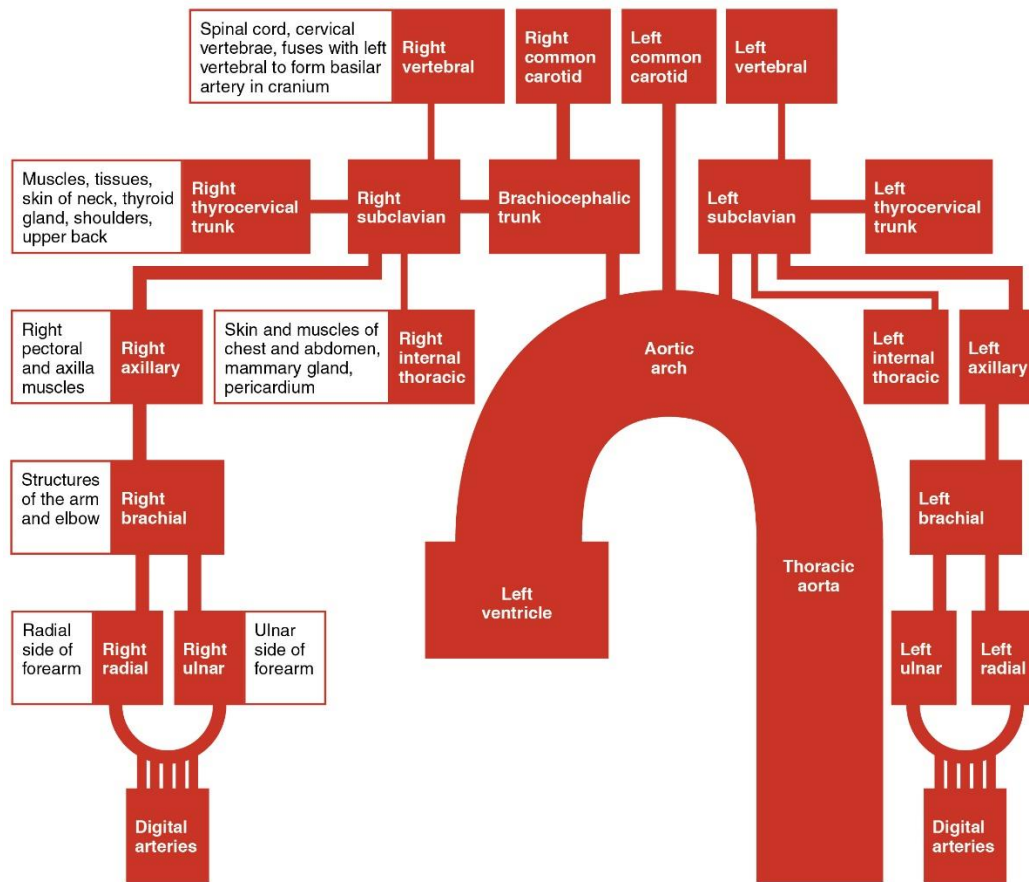 Spinal cord, cervical
vertebrae, fuses with left
vertebral to form basilar
artery in cranium
Right
vertebral
Right
common
carotid
Left
common
carotid
Left
vertebral
Muscles, tissues,
skin of neck, thyroid
gland, shoulders,
upper back
Right
thyrocervical
trunk
Right
subclavian
Brachiocephalic
trunk
Left
subclavian
Left
thyrocervical
trunk
Right
pectoral
and axilla
muscles
Right
axillary
Skin and muscles of
chest and abdomen,
mammary gland,
pericardium
Right
internal
thoracic
Aortic
arch
Left
internal
thoracic
Left
axillary
Structures
of the arm
and elbow
Right
brachial
Left
ventricle
Thoracic
aorta
Left
brachial
Radial
side of
forearm
Right
radial
Right
ulnar
Ulnar
side of
forearm
Left
ulnar
Left
radial
Digital
arteries
Digital
arteries